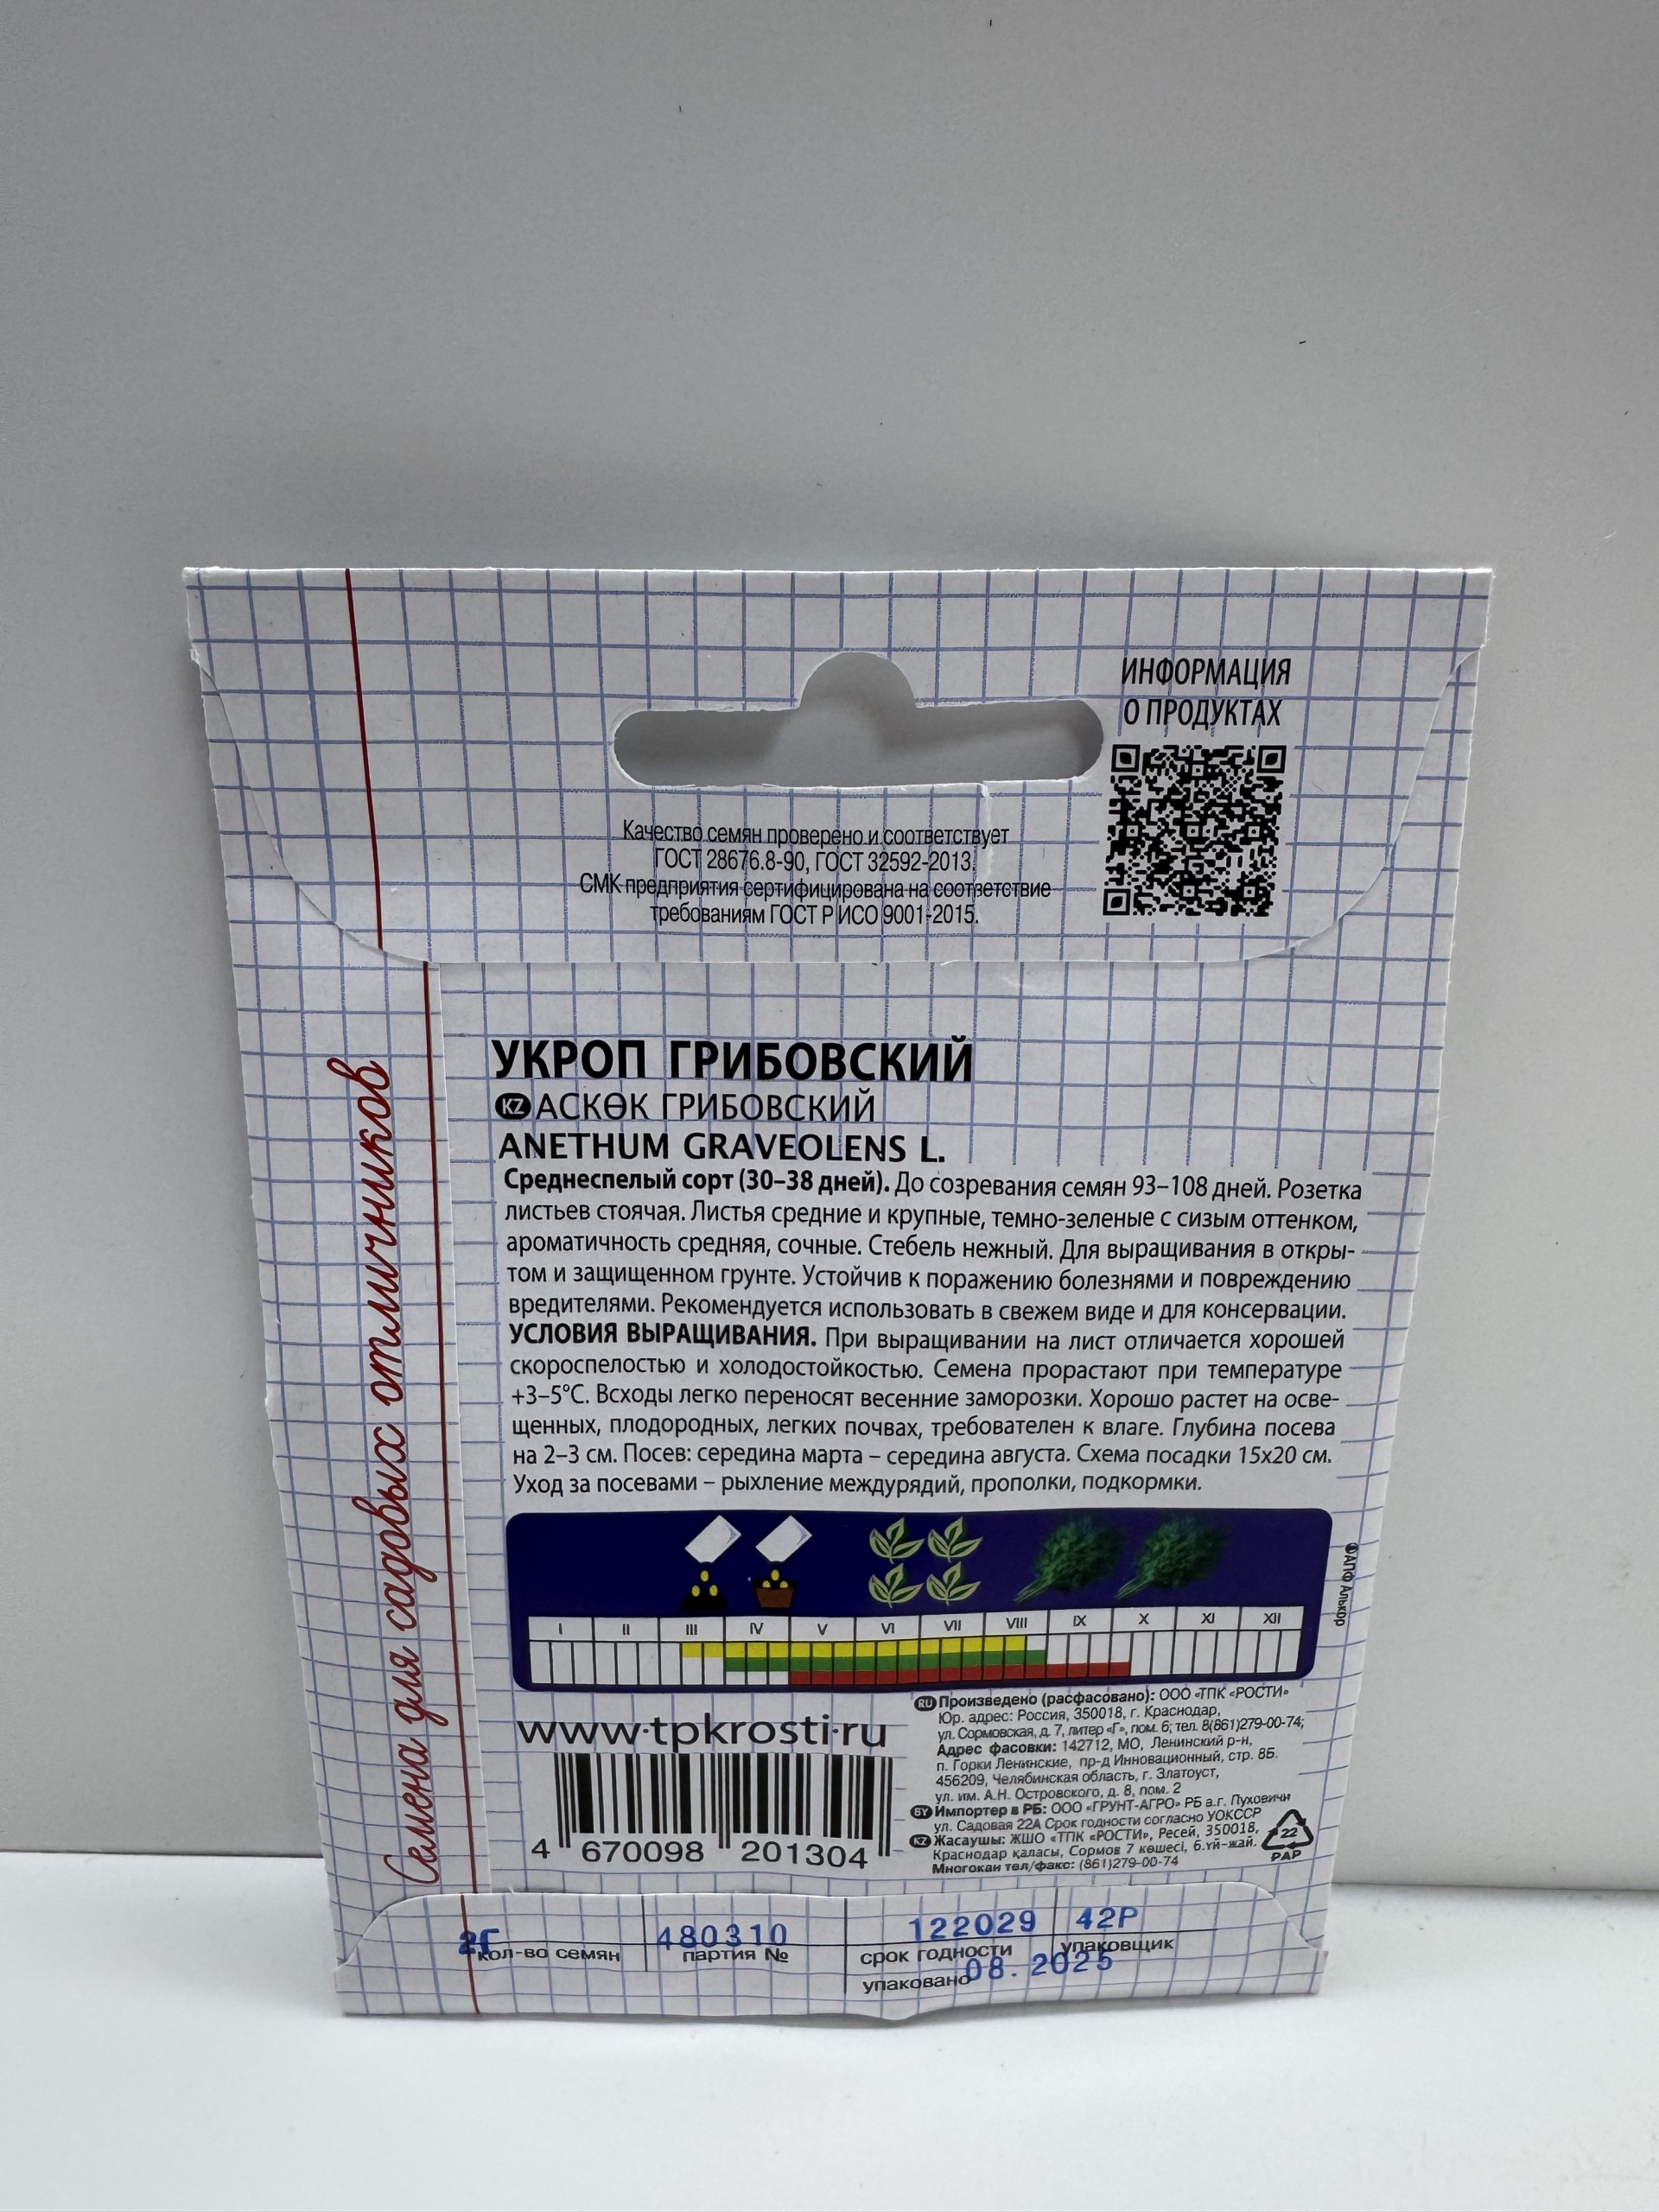 ИНФОРМАЦИЯ
О ПРОДУКТАХ
Качество семян проверено и соответствует
ГОСТ 28676.8-90, ГОСТ 32592-2013.
СМК предприятия сертифицирована на соответствие
требованиям ГОСТ Р ИСО 9001-2015.
Семена для садовых отличников
УКРОП ГРИБОВСКИЙ
KZ АСКӨК ГРИБОВСКИЙ
ANETHUM GRAVEOLENS L.
Среднеспелый сорт (30–38 дней). До созревания семян 93–108 дней. Розетка
листьев стоячая. Листья средние и крупные, темно-зеленые с сизым оттенком,
ароматичность средняя, сочные. Стебель нежный. Для выращивания в откры-
том и защищенном грунте. Устойчив к поражению болезнями и повреждению
вредителями. Рекомендуется использовать в свежем виде и для консервации.
УСЛОВИЯ ВЫРАЩИВАНИЯ. При выращивании на лист отличается хорошей
скороспелостью и холодостойкостью. Семена прорастают при температуре
+3–5°С. Всходы легко переносят весенние заморозки. Хорошо растет на осве-
щенных, плодородных, легких почвах, требователен к влаге. Глубина посева
на 2–3 см. Посев: середина марта – середина августа. Схема посадки 15х20 см.
Уход за посевами – рыхление междурядий, прополки, подкормки.
I II III IV V VI VII VIII IX X XI XII
АПФ Алькор
www.tpkrosti.ru
4 670098 201304
RU Произведено (расфасовано): ООО «ТПК «РОСТИ»
Юр. адрес: Россия, 350018, г. Краснодар,
ул. Сормовская, д. 7, литер «Г», пом. 6; тел. 8(861)279-00-74;
Адрес фасовки: 142712, МО, Ленинский р-н,
п. Горки Ленинские, пр-д Инновационный, стр. 8Б.
456209, Челябинская область, г. Златоуст,
ул. им. А.Н. Островского, д. 8, пом. 2
BY Импортер в РБ: ООО «ГРУНТ-АГРО» РБ а.г. Пуховичи
ул. Садовая 22А Срок годности согласно УОКССР
KZ Жасаушы: ЖШО «ТПК «РОСТИ», Ресей, 350018,
Краснодар қаласы, Сормов 7 көшесі, 6.үй-жай.
Многокан тел/факс: (861)279-00-74
22
PAP
2Г 480310 122029 42Р
кол-во семян партия № срок годности упаковщик
упаковано 08.2025